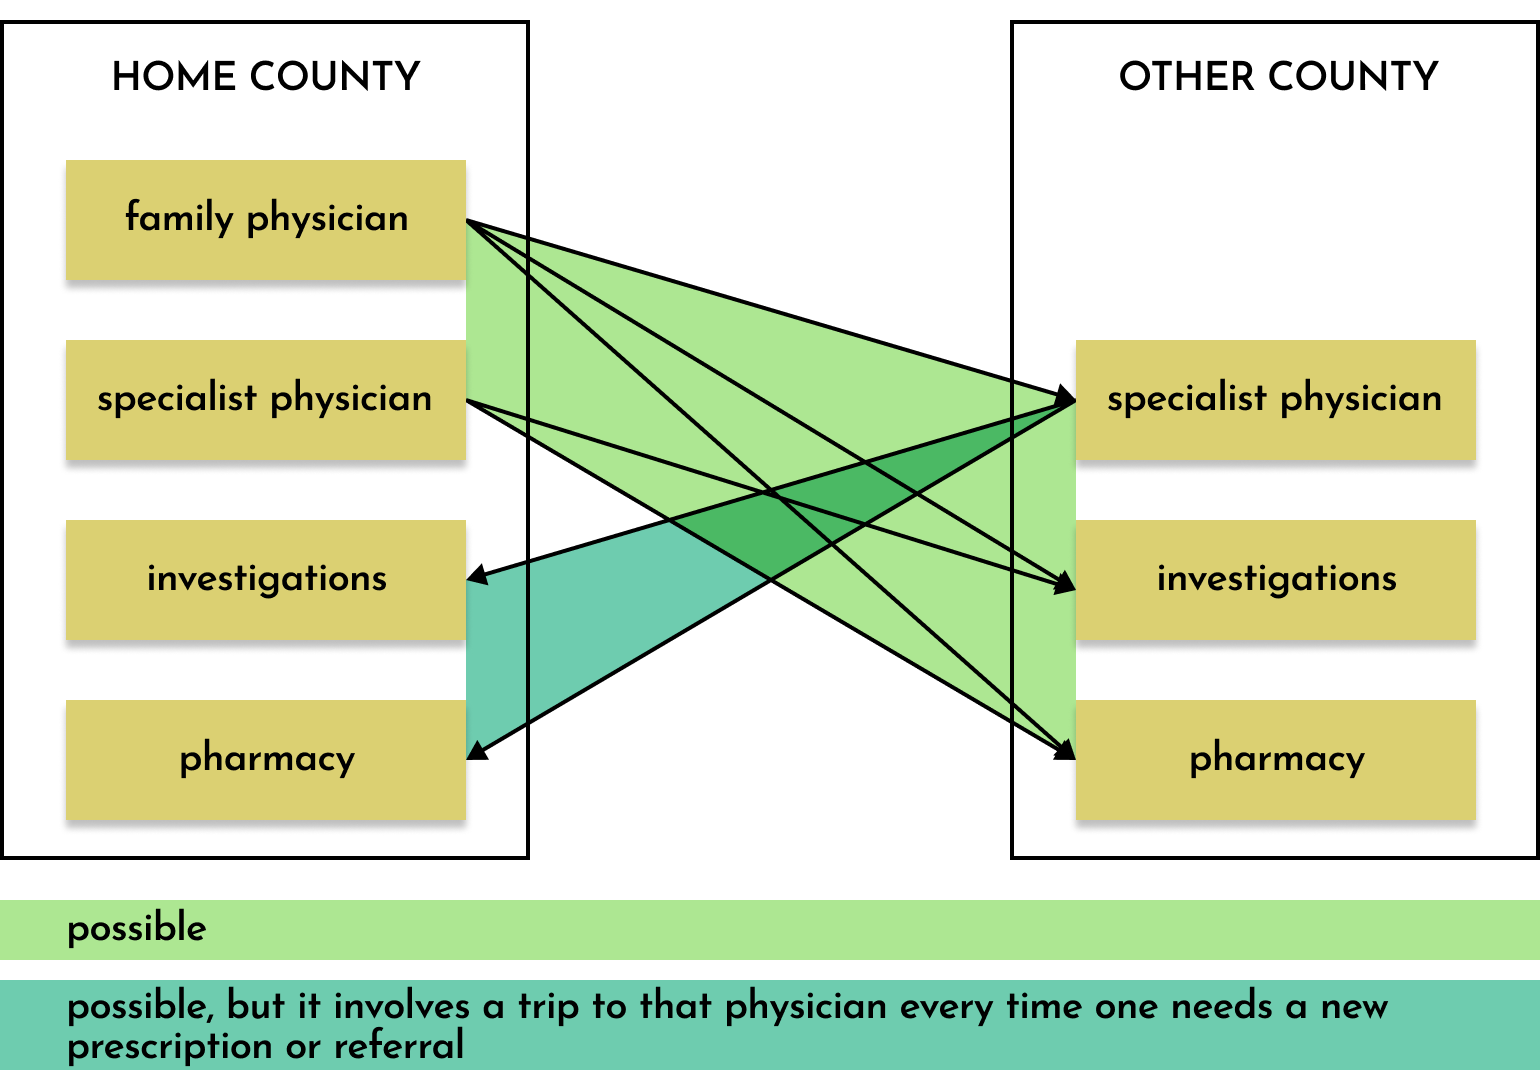 HOME COUNTY
family physician
specialist physician
investigations
pharmacy
OTHER COUNTY
specialist physician
investigations
pharmacy
possible
possible, but it involves a trip to that physician every time one needs a new
prescription or referral